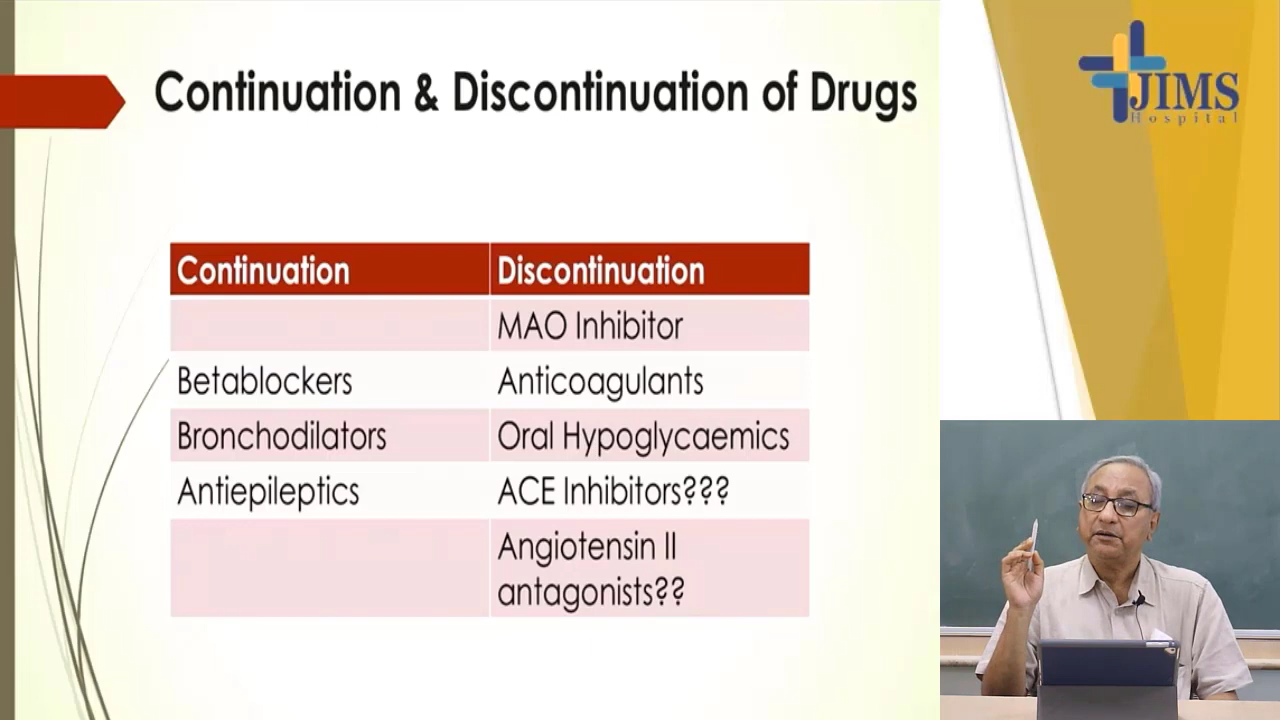 Continuation & Discontinuation of Drugs
JIMS
Hospital
Continuation Discontinuation
MAO Inhibitor
Betablockers Anticoagulants
Bronchodilators Oral Hypoglycaemics
Antiepileptics ACE Inhibitors???
Angiotensin II
antagonists??